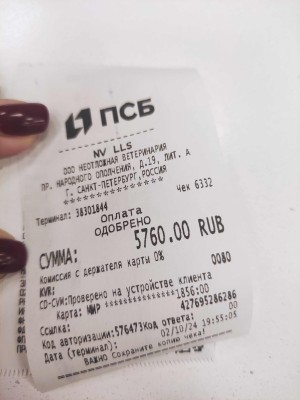 ПСБ
NV LLS
ООО НЕОТЛОЖНАЯ ВЕТЕРИНАРИЯ
ПР. НАРОДНОГО ОПОЛЧЕНИЯ, Д.19, ЛИТ. А
Г. САНКТ-ПЕТЕРБУРГ,РОССИЯ
***************
Терминал: 38301844 Чек 6332
Оплата
ОДОБРЕНО
СУММА: 5760.00 RUB
Комиссия с держателя карты 0%
KVR: 0080
CD-CVM:Проверено на устройстве клиента
Карта: МИР ***************1856:00
Ссылка: 427695286286
Код авторизации:576473Код ответа: 00
Дата (терминал): 02/10/24 19:55:05
ВАЖНО Сохраните копию чека!